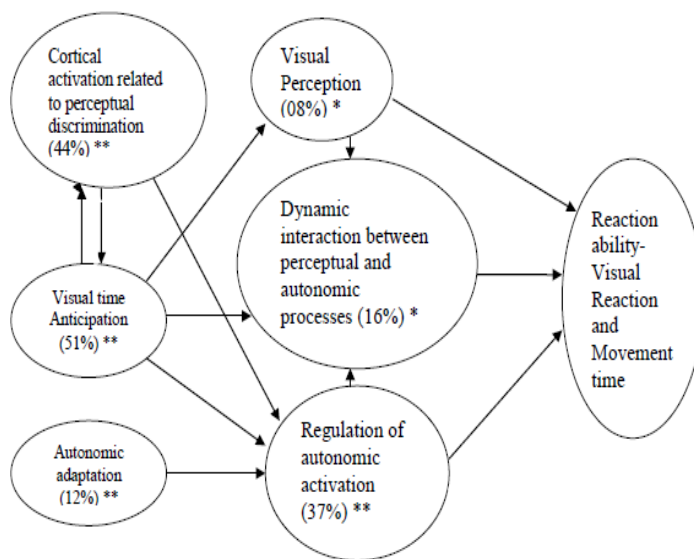 Cortical
activation related
to perceptual
discrimination
(44%) **
Visual
Perception
(08%) *
Dynamic
interaction between
perceptual and
autonomic
processes (16%) *
Reaction
ability-
Visual
Reaction
and
Movement
time
Visual time
Anticipation
(51%) **
Autonomic
adaptation
(12%) **
Regulation of
autonomic
activation
(37%) **